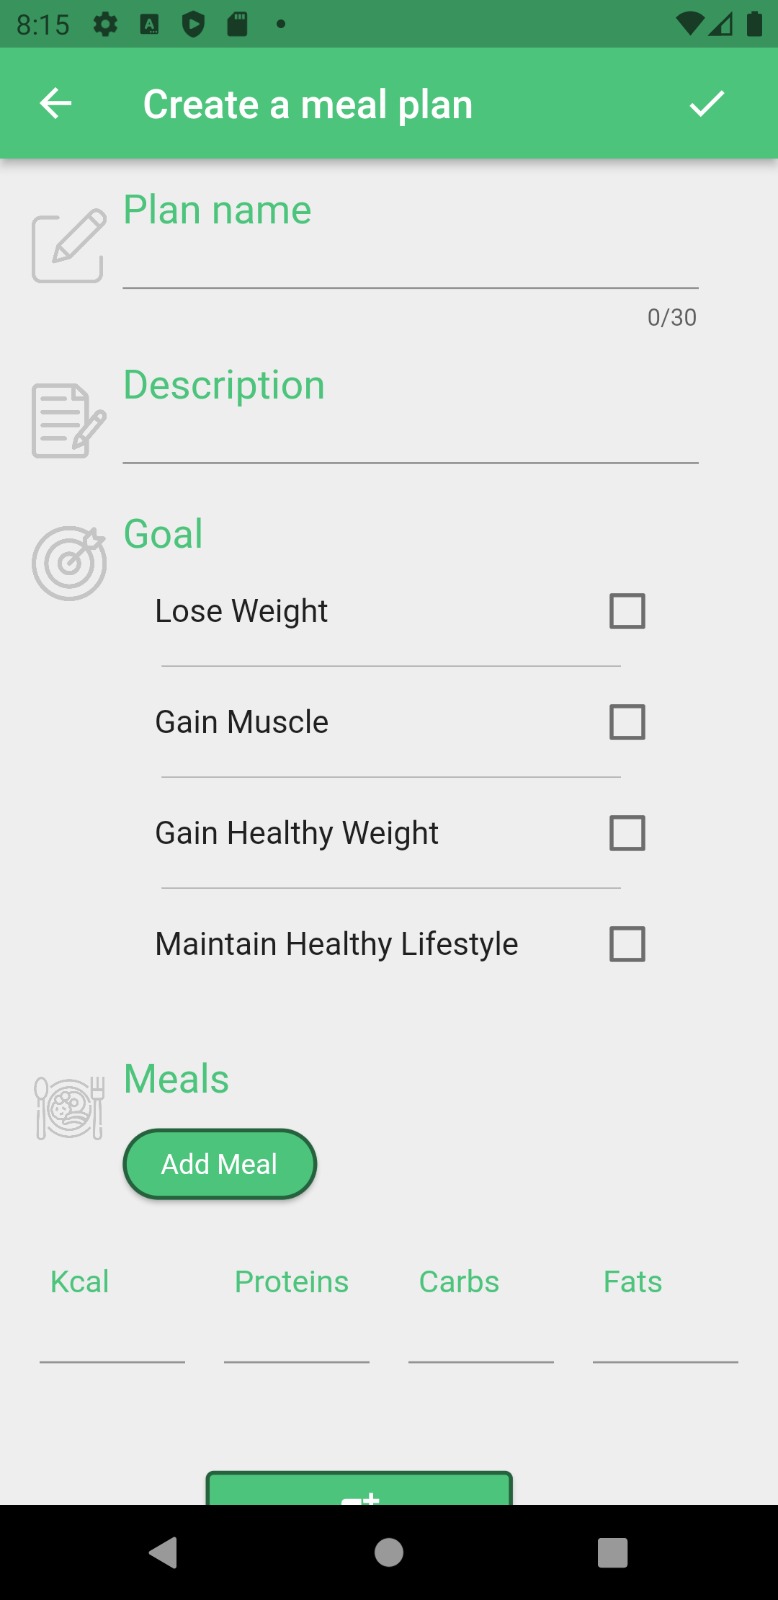 8:15
Create a meal plan
Plan name
0/30
Description
Goal
Lose Weight
Gain Muscle
Gain Healthy Weight
Maintain Healthy Lifestyle
Meals
Add Meal
Kcal Proteins Carbs Fats